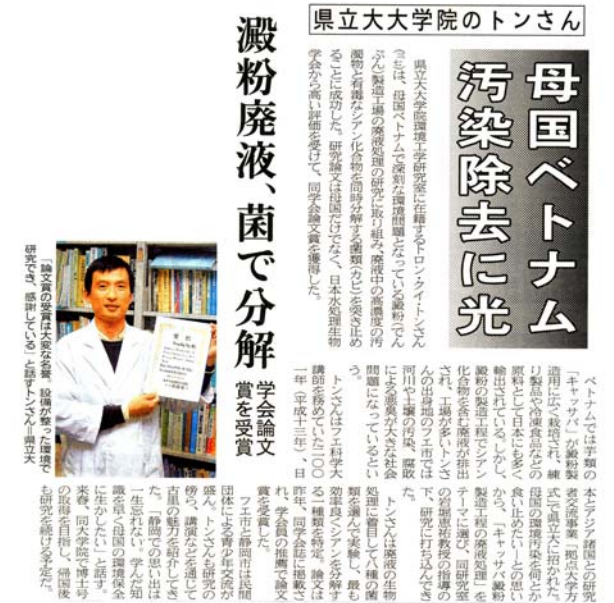 県立大大学院のトンさん
母国ベトナム
汚染除去に光
澱粉廃液、菌で分解
学会論文
賞を受賞
県立大大学院環境工学研究室に在籍するトロン・クイ・トンさん
は、母国ベトナムで深刻な環境問題となっている澱粉(でん
ぷん)製造工場の廃液処理の研究に取り組み、廃液中の高濃度の汚
濁物と有毒なシアン化合物を同時分解する菌類(カビ)を突き止め
ることに成功した。研究論文は母国だけでなく、日本水処理生物
学会から高い評価を受けて、同学会論文賞を獲得した。
ベトナムでは芋類の
「キャッサバ」が澱粉製
造用に広く栽培され、練
り製品や冷凍食品などの
原料として日本にも多く
輸出されている。しかし、
澱粉の製造工程でシアン
化合物を含む廃液が排出
され、工場が多いトンさ
んの出身地のフエ市では
河川や土壌の汚染、腐敗
による悪臭が大きな社会
問題になっているとい
う。
トンさんはフエ科学大
講師を務めていた二〇〇
一年(平成十三年)、日
本とアジア諸国との研究
者交流事業「拠点大学方
式」で県立大に招かれた。
母国の環境汚染を何とか
食い止めたい―との思い
から、「キャッサバ澱粉
製造工程の廃液処理」を
テーマに選び、同研究室
の岩堀恵祐教授の指導の
下、研究に打ち込んでき
た。
トンさんは廃液の生物
処理に着目して八種の菌
類を選んで実験し、最も
効率良くシアンを分解す
る一種類を特定。論文は
昨年、同学会誌に掲載さ
れ、学会員の推薦で論文
賞を受賞した。
フエ市と静岡市は民間
団体による青少年交流が
盛ん。トンさんも研究の
傍ら、講演などを通じて
古都の魅力を紹介してき
た。「静岡での思い出は
一生忘れない。学んだ知
識を早く母国の環境保全
に生かしたい」と話す。
来春、同大学院で博士号
の取得を目指し、帰国後
も研究を続ける予定だ。
「論文賞の受賞は大変な名誉。設備が整った環境で
研究でき、感謝している」と話すトンさん=県立大